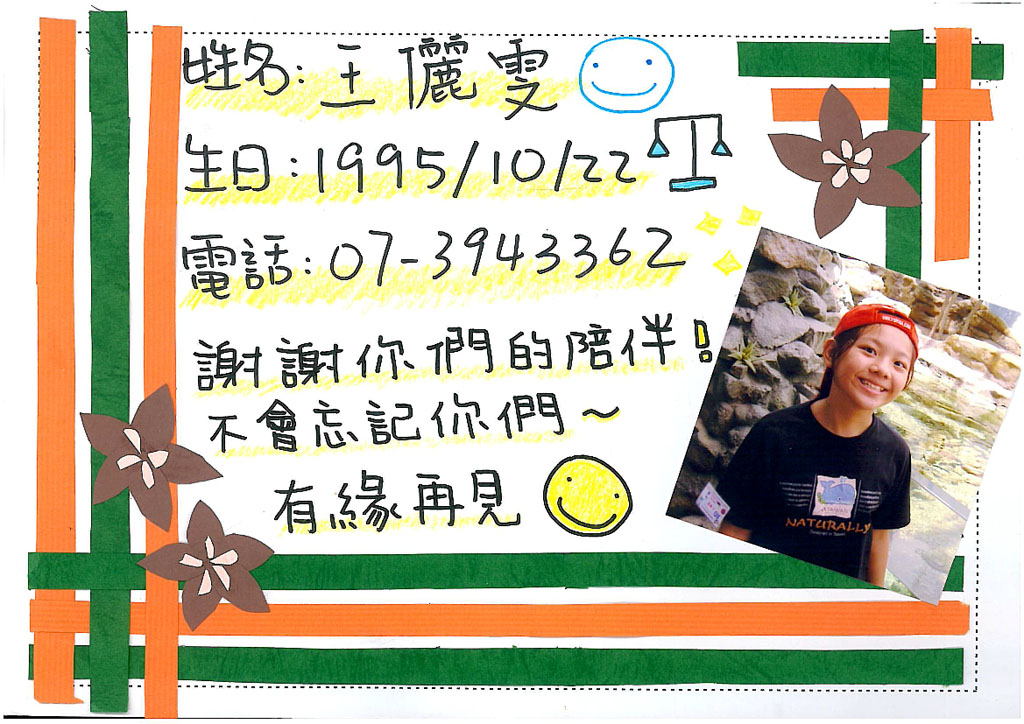 姓名:王儷雯
生日:1995/10/22
電話:07-3943362
謝謝你們的陪伴!
不會忘記你們~
有緣再見
NATURALLY